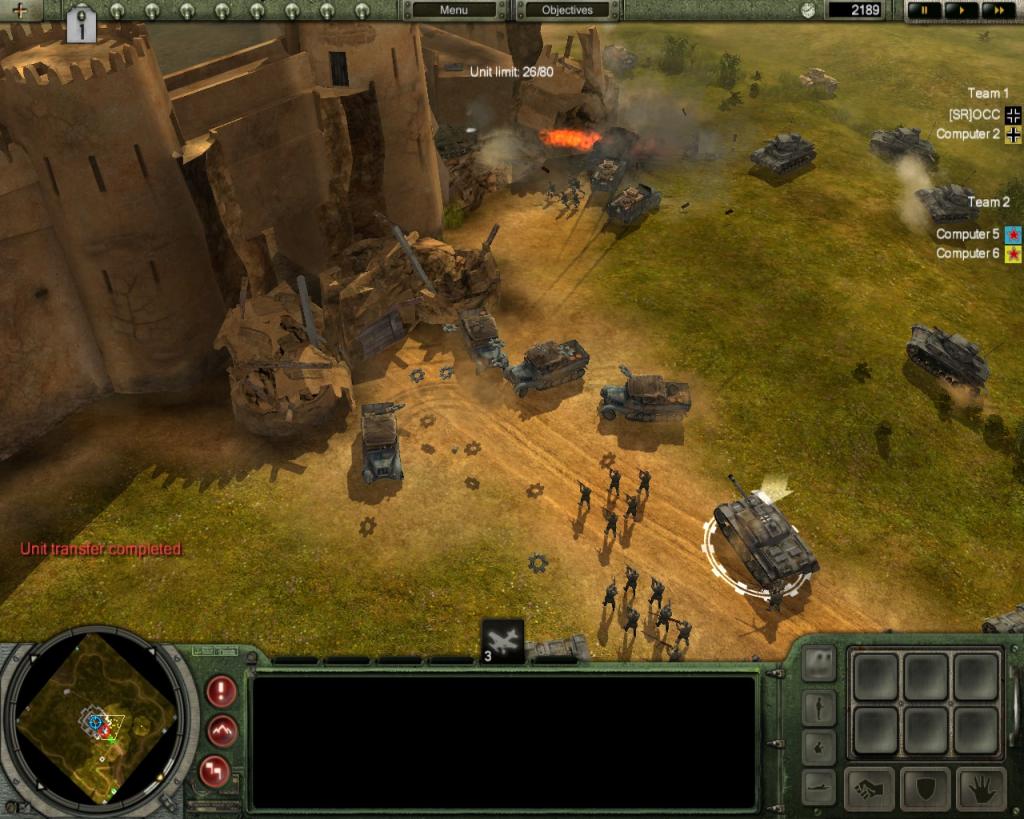 Menu
Objectives
2189
1
Unit limit: 26/80
Team 1
[SR]OCC
Computer 2
Team 2
Computer 5
Computer 6
Unit transfer completed
3